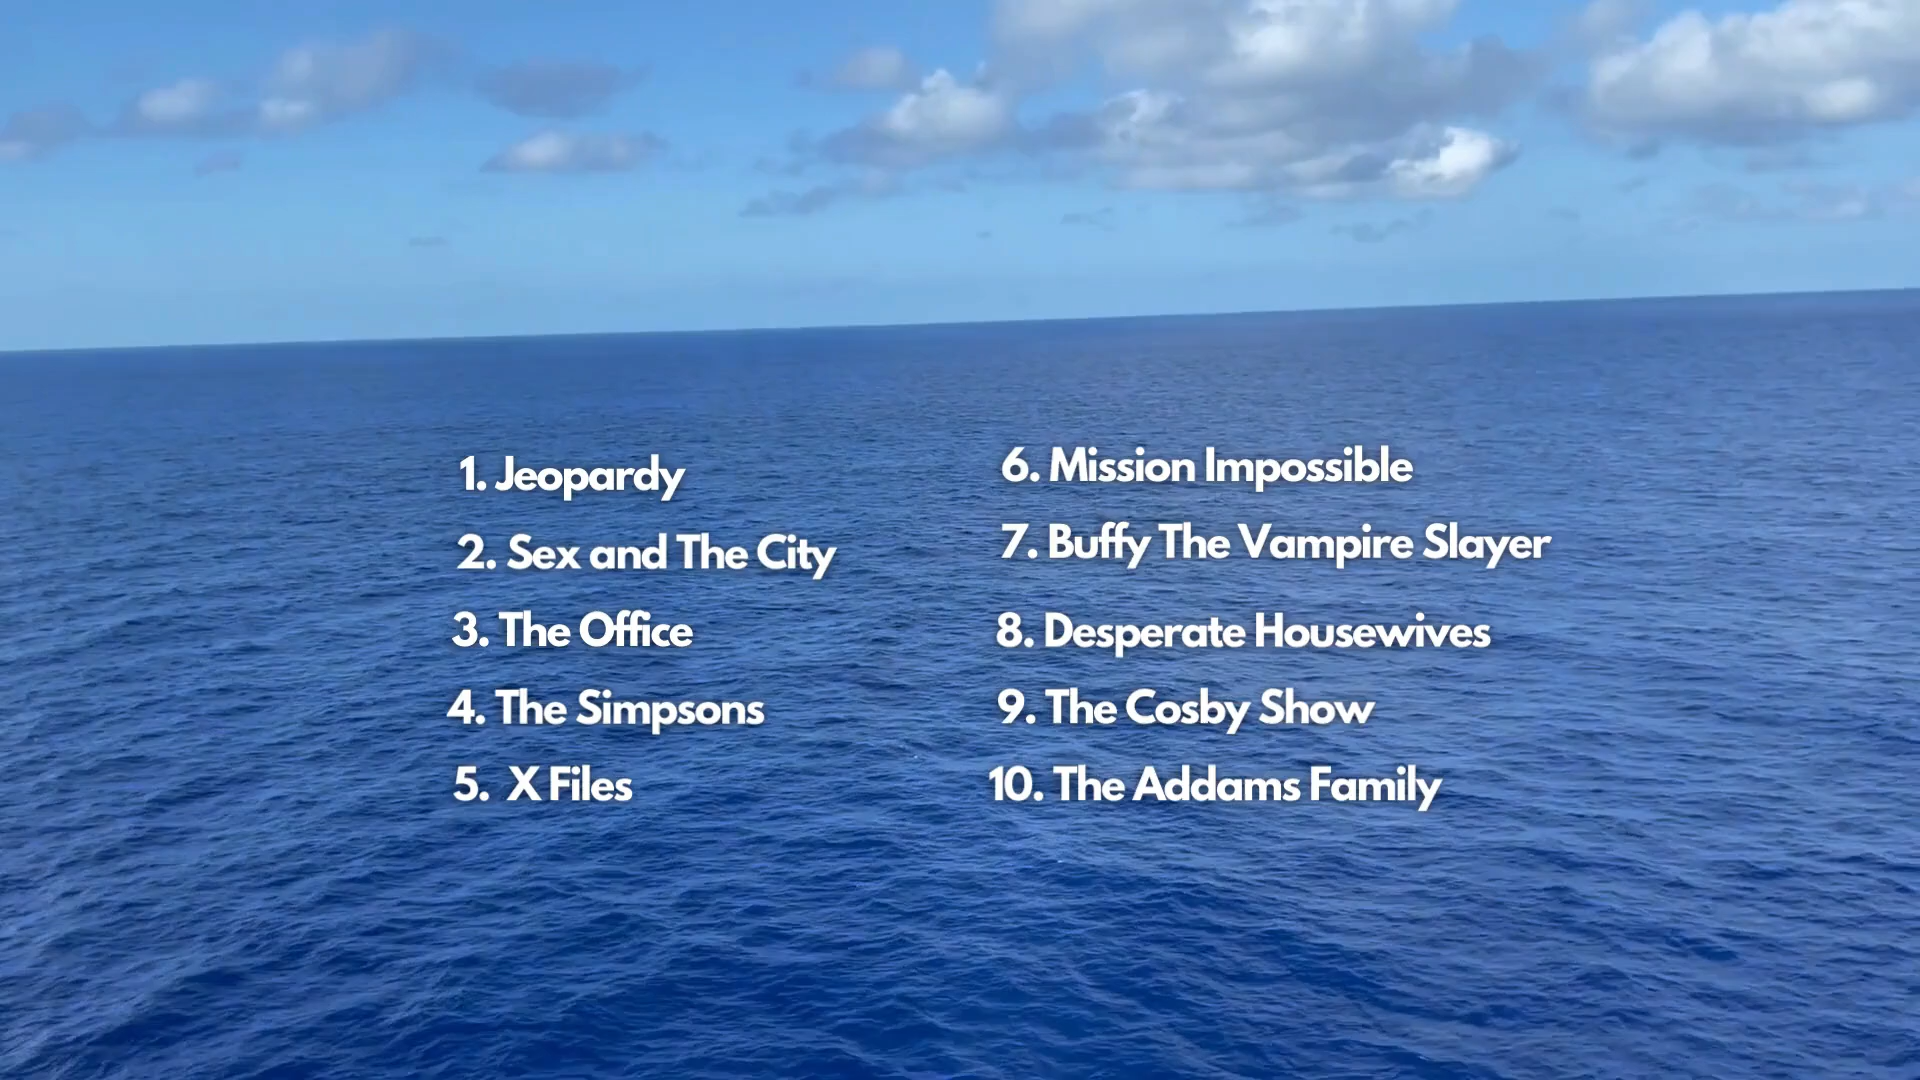 1. Jeopardy
2. Sex and The City
3. The Office
4. The Simpsons
5. X Files
6. Mission Impossible
7. Buffy The Vampire Slayer
8. Desperate Housewives
9. The Cosby Show
10. The Addams Family